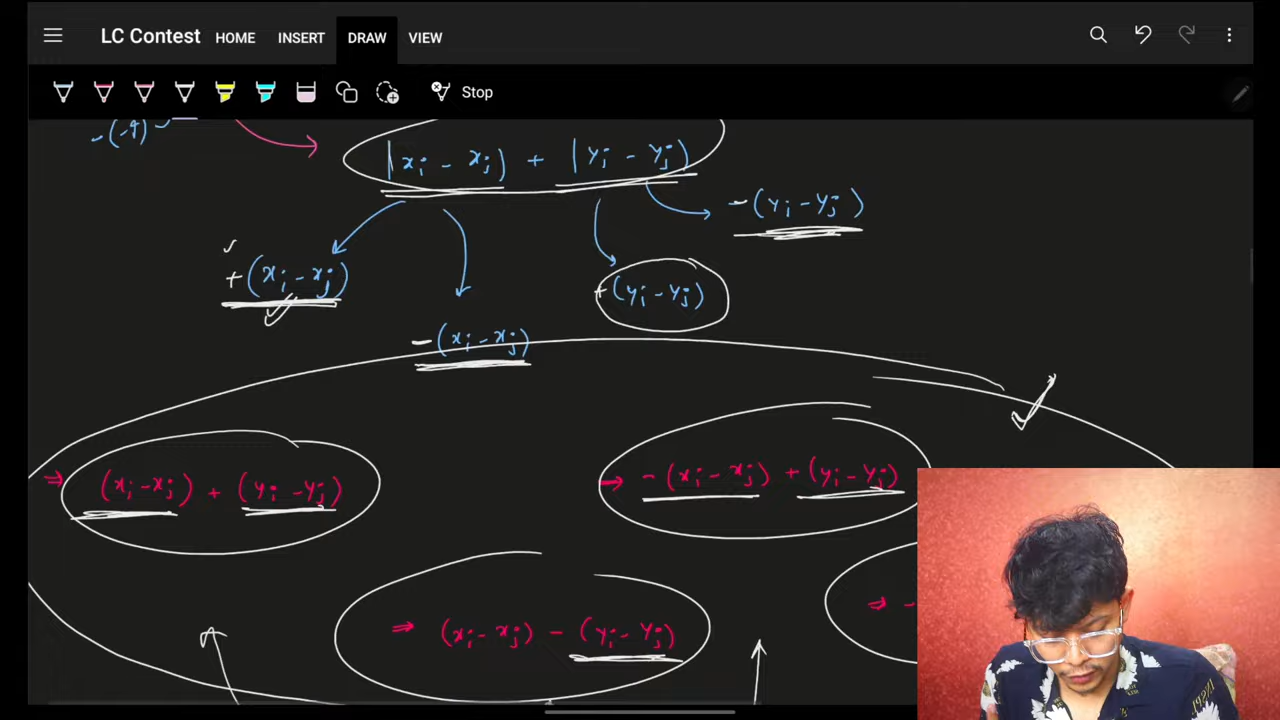 LC Contest HOME INSERT DRAW VIEW
Stop
-(-4)-
|xi - xj| + |yi - yj|
-(yi-yj)
+(xi-xj)
+(yi-yj)
-(xi-xj)
⇒ (xi-xj) + (yi-yj)
→ -(xi-xj) + (yi-yj)
⇒ (xi-xj) - (yi-yj)
⇒ -